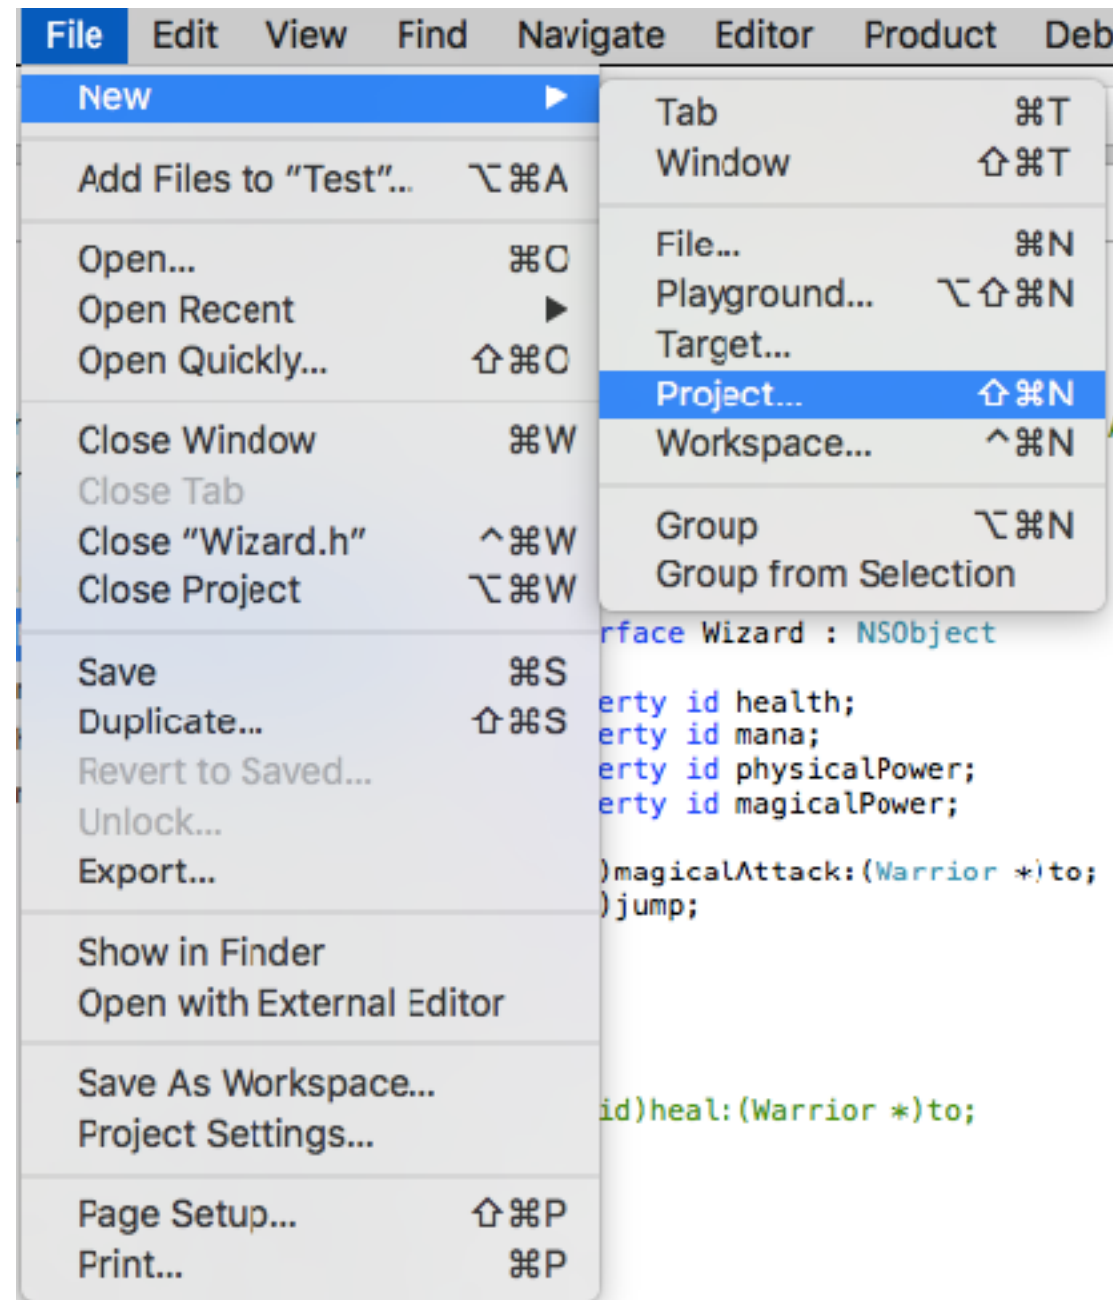 File Edit View Find Navigate Editor Product Deb
New ▶
Add Files to “Test”... ⌥⌘A
Open... ⌘O
Open Recent ▶
Open Quickly... ⇧⌘O
Close Window ⌘W
Close Tab
Close “Wizard.h” ^⌘W
Close Project ⌥⌘W
Save ⌘S
Duplicate... ⇧⌘S
Revert to Saved...
Unlock...
Export...
Show in Finder
Open with External Editor
Save As Workspace...
Project Settings...
Page Setup... ⇧⌘P
Print... ⌘P
Tab ⌘T
Window ⇧⌘T
File... ⌘N
Playground... ⌥⇧⌘N
Target...
Project... ⇧⌘N
Workspace... ^⌘N
Group ⌥⌘N
Group from Selection
rface Wizard : NSObject
erty id health;
erty id mana;
erty id physicalPower;
erty id magicalPower;
)magicalAttack:(Warrior *)to;
)jump;
id)heal:(Warrior *)to;